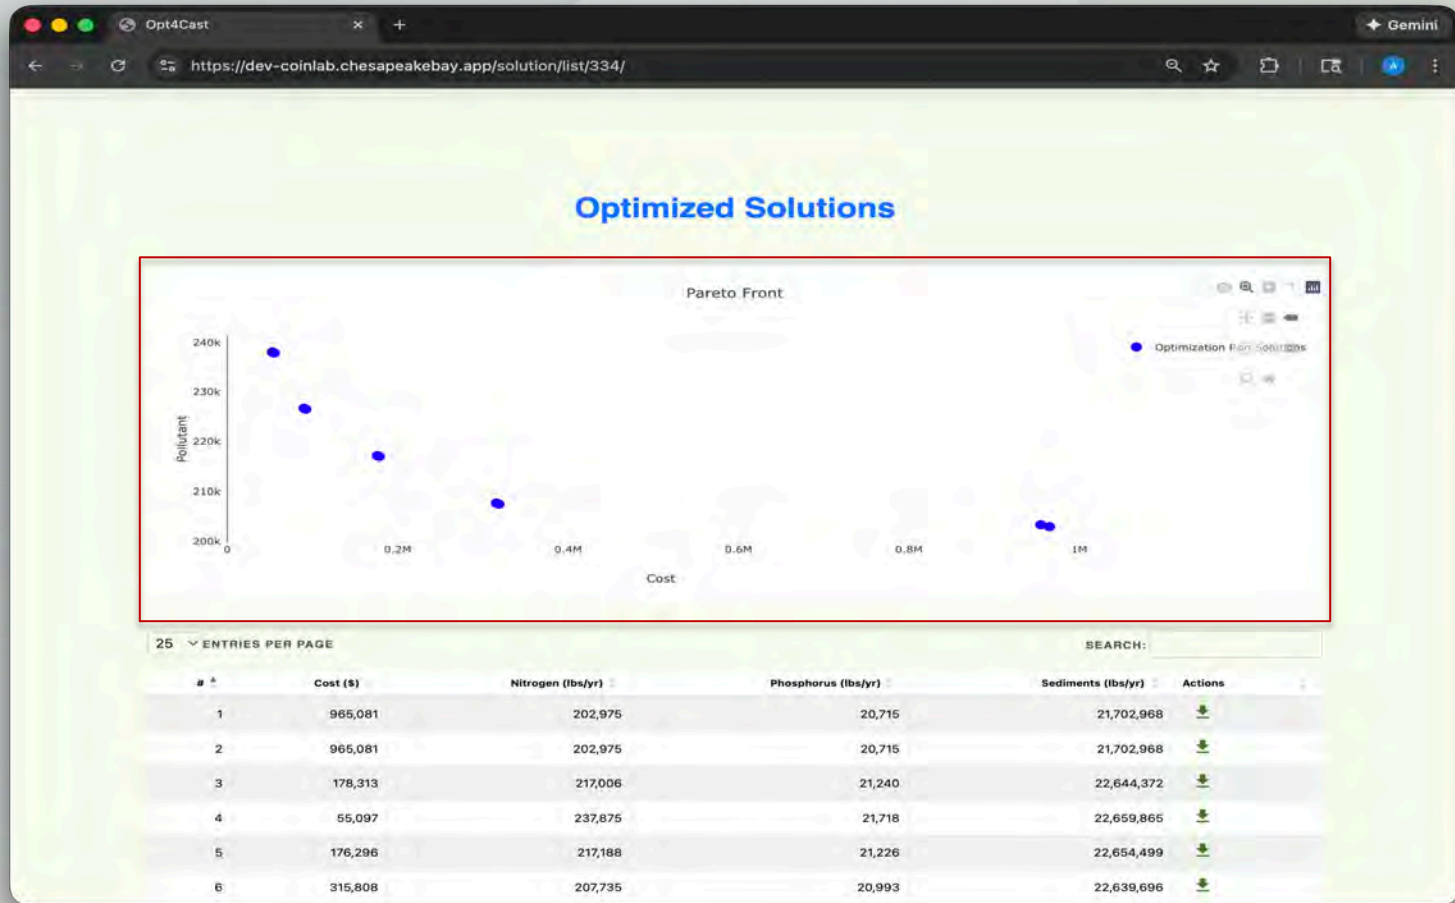 Opt4Cast × +
Gemini
https://dev-coinlab.chesapeakebay.app/solution/list/334/
Optimized Solutions
Pareto Front
Optimization Run Solutions
240k
230k
220k
210k
200k
Pollutant
0 0.2M 0.4M 0.6M 0.8M 1M
Cost
25 ENTRIES PER PAGE SEARCH:
# Cost ($) Nitrogen (lbs/yr) Phosphorus (lbs/yr) Sediments (lbs/yr) Actions
1 965,081 202,975 20,715 21,702,968
2 965,081 202,975 20,715 21,702,968
3 178,313 217,006 21,240 22,644,372
4 55,097 237,875 21,718 22,659,865
5 176,296 217,188 21,226 22,654,499
6 315,808 207,735 20,993 22,639,696